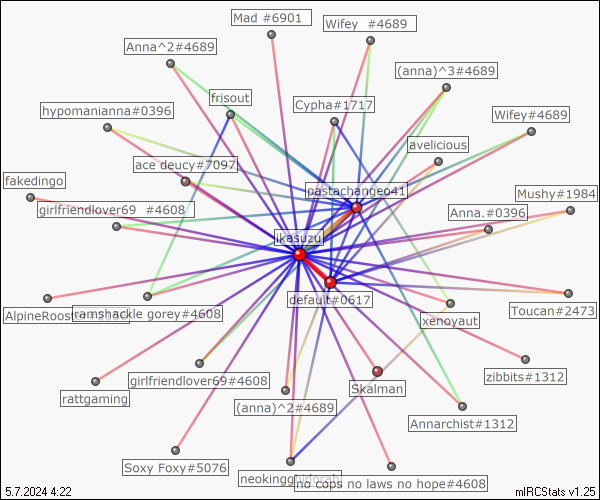 Mad #6901
Wifey  #4689
Anna^2#4689
(anna)^3#4689
frisout
Cypha#1717
hypomanianna#0396
Wifey#4689
avelicious
ace deucy#7097
fakedingo
pastachangeo41
Mushy#1984
girlfriendlover69  #4608
Anna.#0396
ikasuzu
default#0617
AlpineRooste
ramshackle gorey#4608
Toucan#2473
xenoyaut
girlfriendlover69#4608
Skalman
zibbits#1312
rattgaming
(anna)^2#4689
Annarchist#1312
Soxy Foxy#5076
neokingghidorah
no cops no laws no hope#4608
5.7.2024 4:22
mIRCStats v1.25